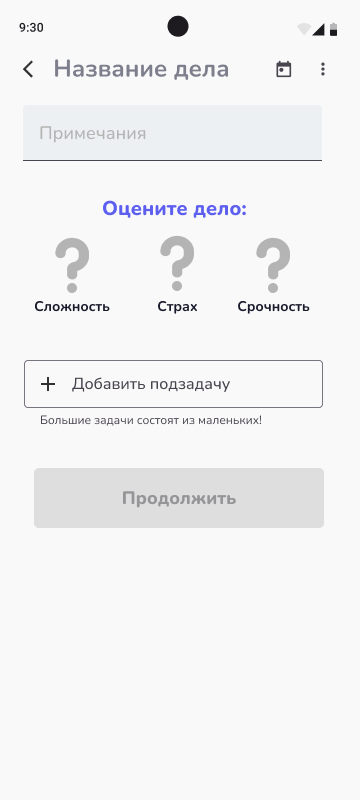 9:30
Название дела
Примечания
Оцените дело:
? ? ?
Сложность Страх Срочность
+ Добавить подзадачу
Большие задачи состоят из маленьких!
Продолжить